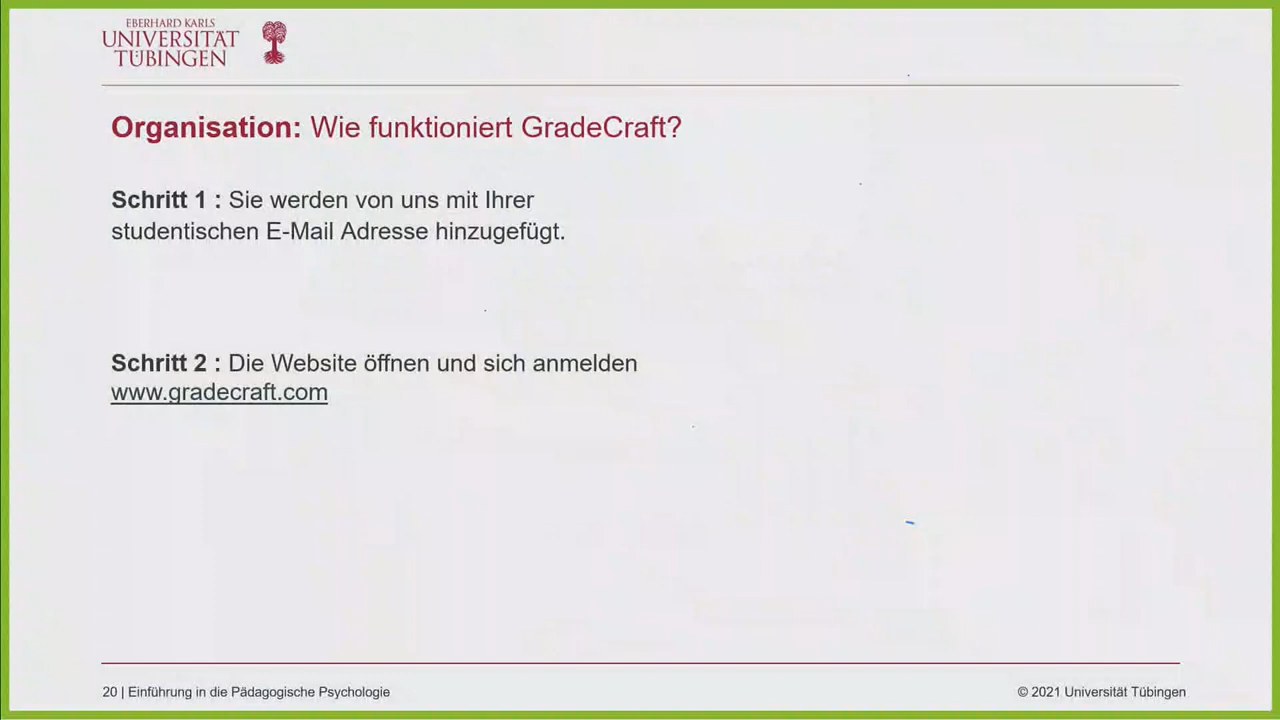 EBERHARD KARLS
UNIVERSITÄT
TÜBINGEN
Organisation: Wie funktioniert GradeCraft?
Schritt 1 : Sie werden von uns mit Ihrer
studentischen E-Mail Adresse hinzugefügt.
Schritt 2 : Die Website öffnen und sich anmelden
www.gradecraft.com
20 | Einführung in die Pädagogische Psychologie
© 2021 Universität Tübingen